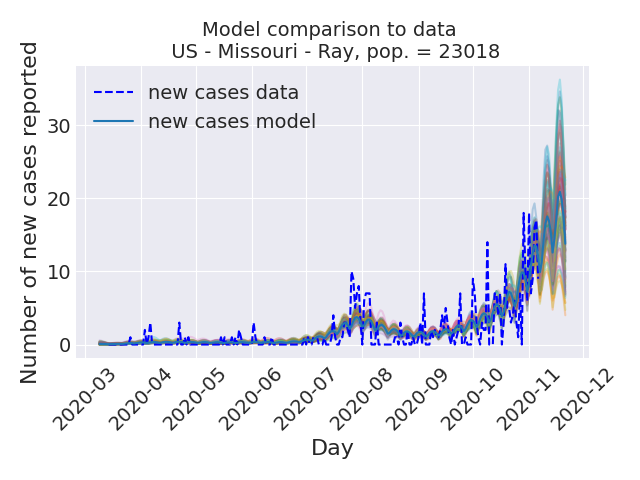 Model comparison to data
US - Missouri - Ray, pop. = 23018
Number of new cases reported
new cases data
new cases model
30
20
10
0
2020-03
2020-04
2020-05
2020-06
2020-07
2020-08
2020-09
2020-10
2020-11
2020-12
Day